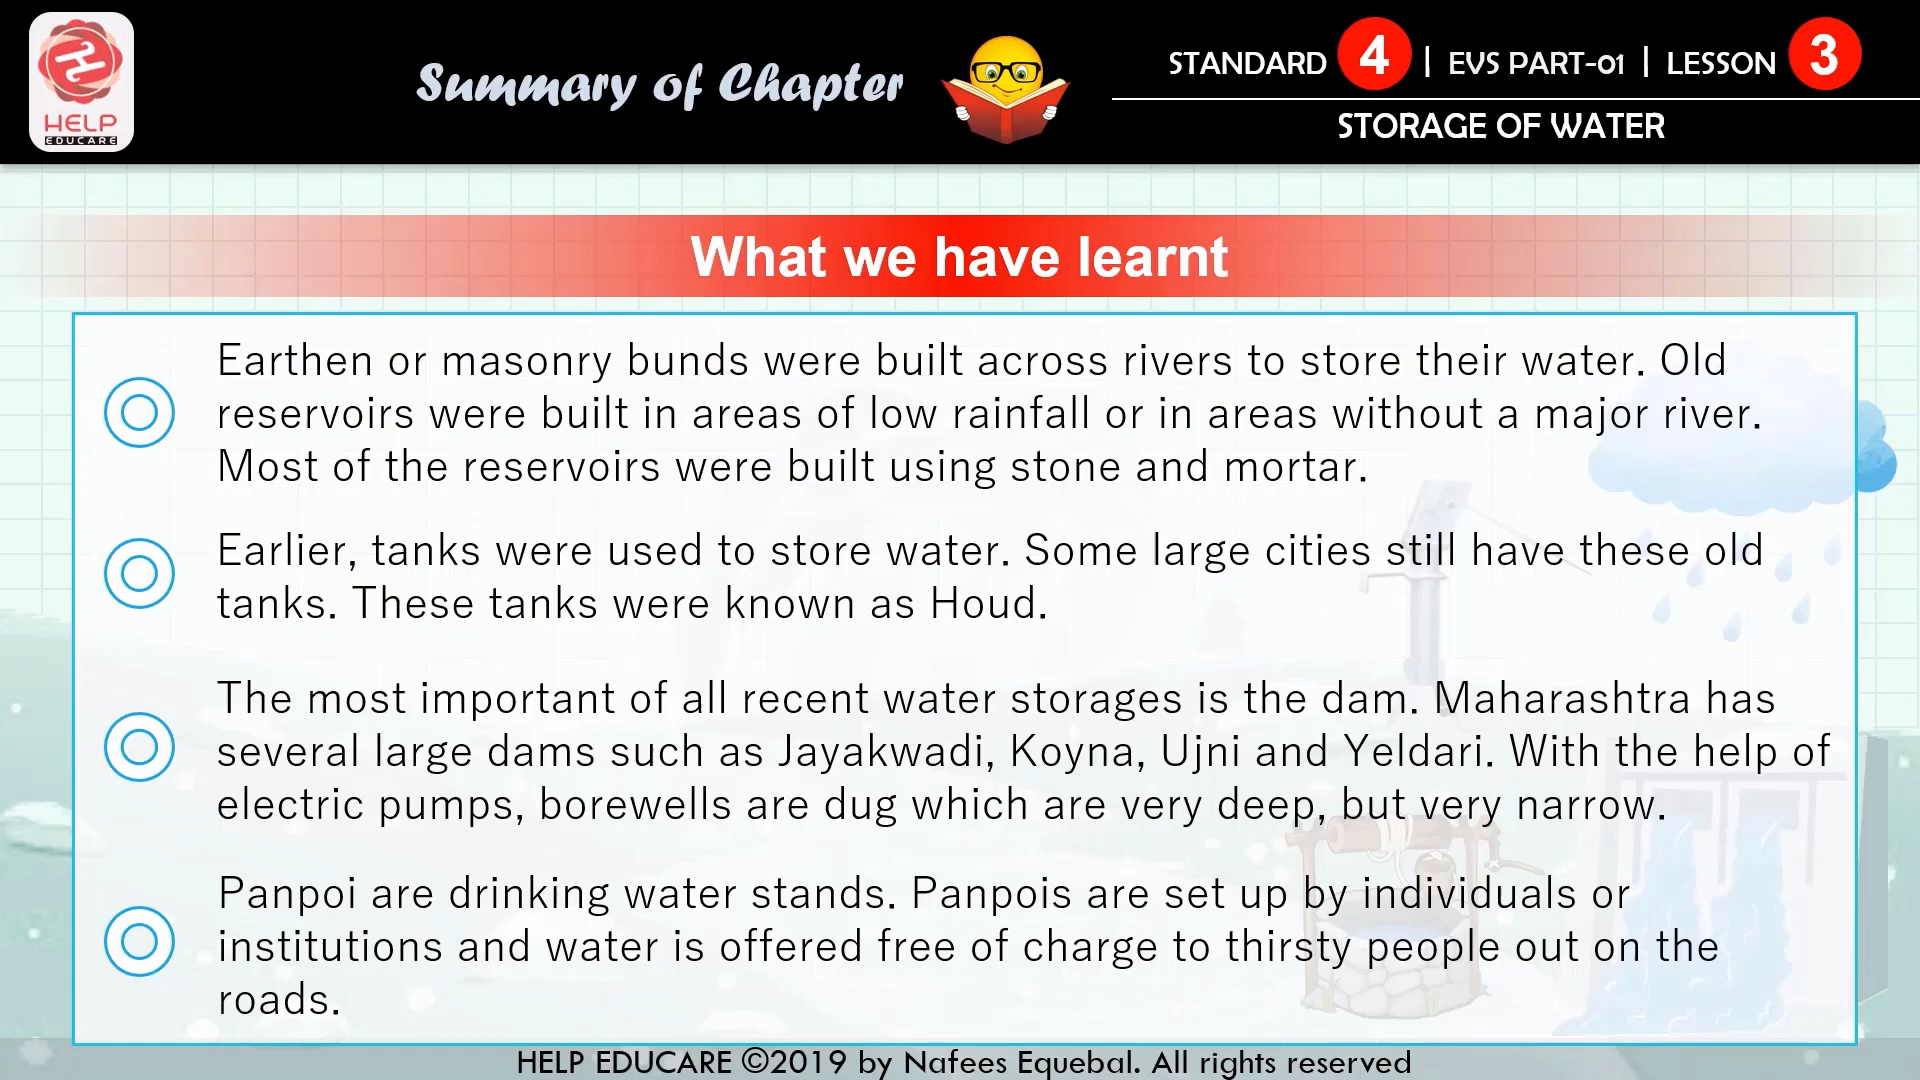 HELP
EDUCARE
Summary of Chapter
STANDARD 4 | EVS PART-01 | LESSON 3
STORAGE OF WATER
What we have learnt
Earthen or masonry bunds were built across rivers to store their water. Old
reservoirs were built in areas of low rainfall or in areas without a major river.
Most of the reservoirs were built using stone and mortar.
Earlier, tanks were used to store water. Some large cities still have these old
tanks. These tanks were known as Houd.
The most important of all recent water storages is the dam. Maharashtra has
several large dams such as Jayakwadi, Koyna, Ujni and Yeldari. With the help of
electric pumps, borewells are dug which are very deep, but very narrow.
Panpoi are drinking water stands. Panpois are set up by individuals or
institutions and water is offered free of charge to thirsty people out on the
roads.
HELP EDUCARE ©2019 by Nafees Equebal. All rights reserved